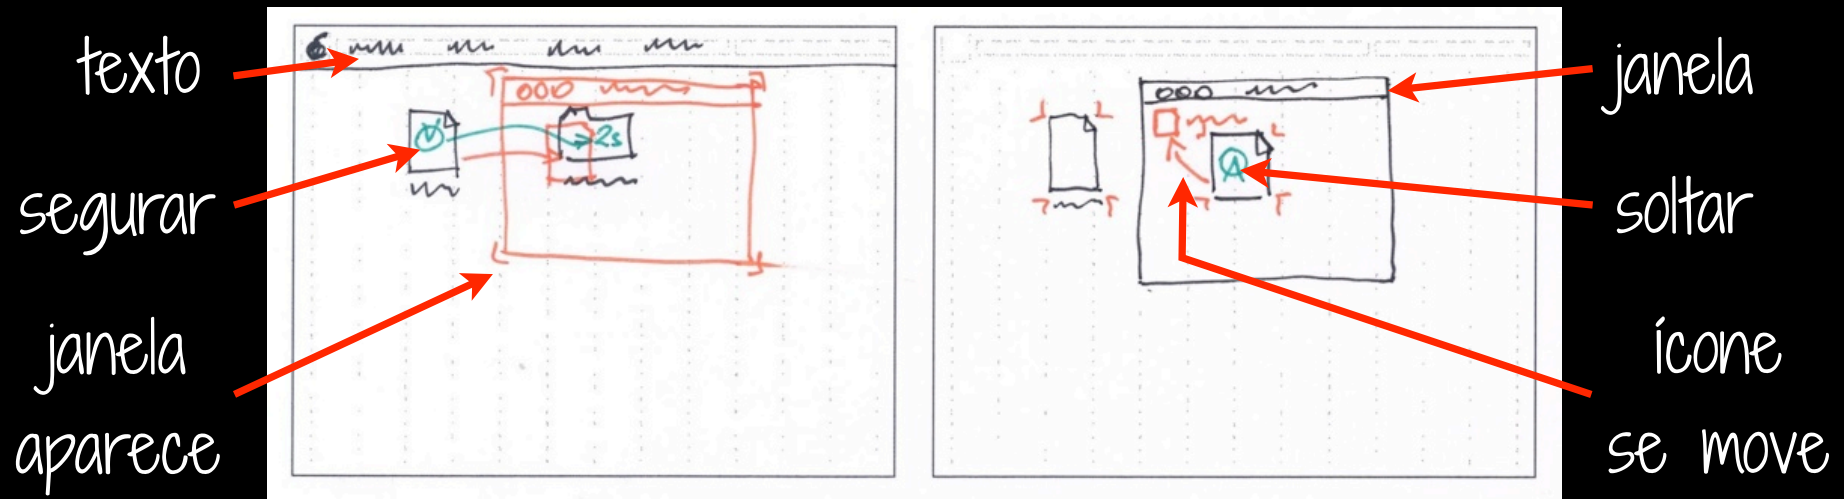 texto
segurar
janela
aparece
2s
janela
soltar
ícone
se move